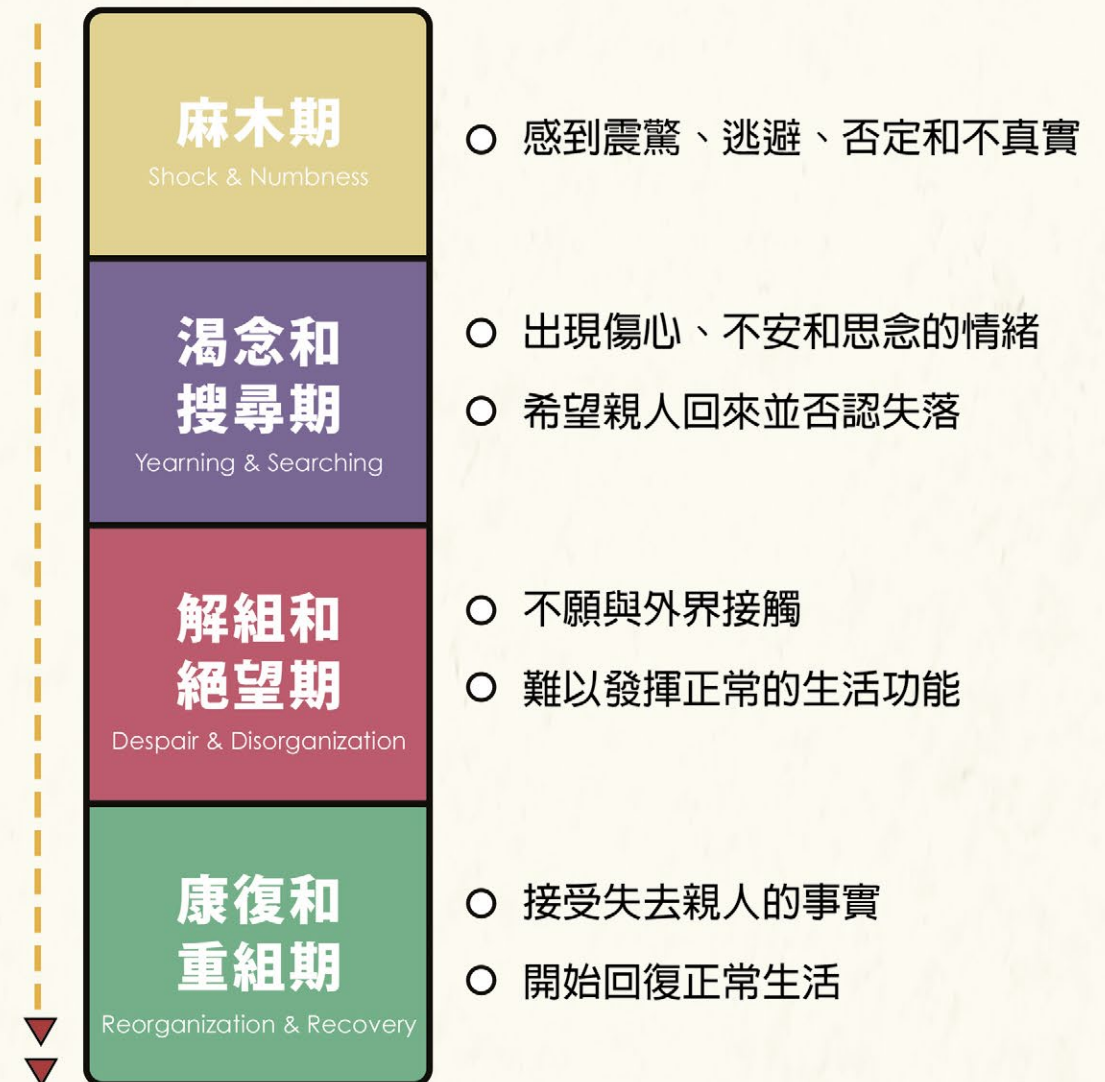 麻木期
Shock & Numbness
感到震驚、逃避、否定和不真實
渴念和
搜尋期
Yearning & Searching
出現傷心、不安和思念的情緒
希望親人回來並否認失落
解組和
絕望期
Despair & Disorganization
不願與外界接觸
難以發揮正常的生活功能
康復和
重組期
Reorganization & Recovery
接受失去親人的事實
開始回復正常生活